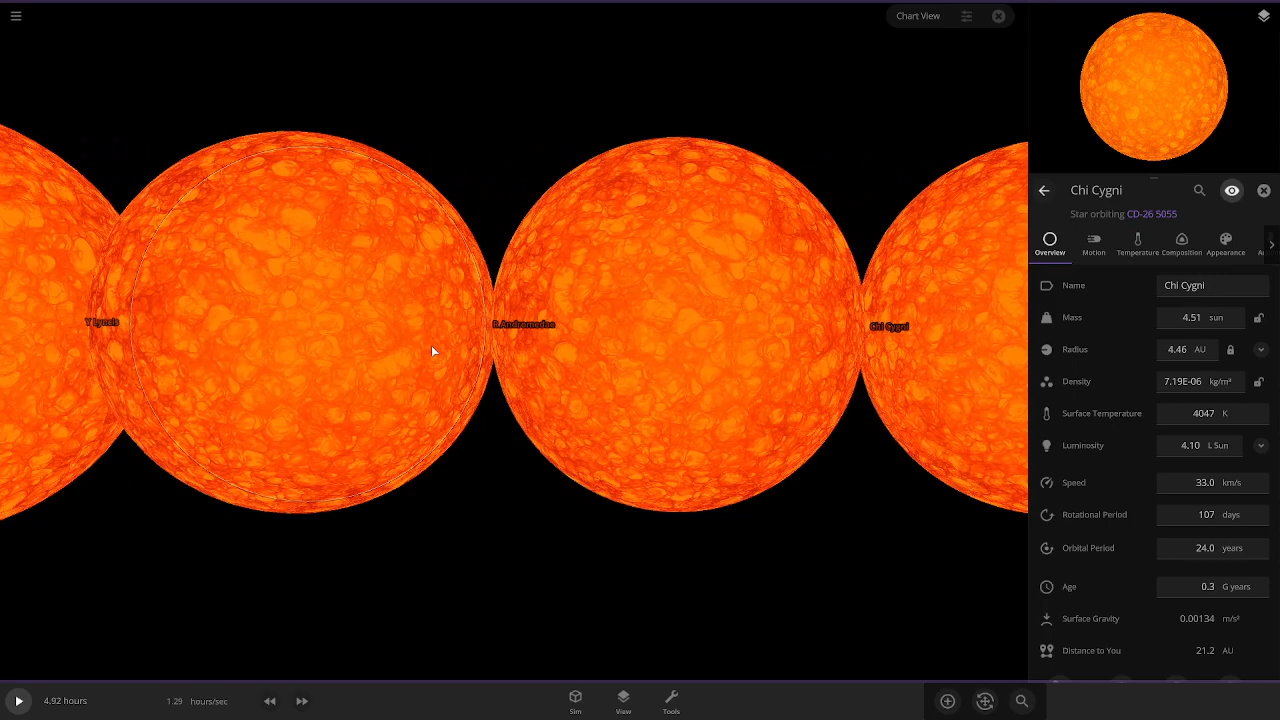 Chart View
Chi Cygni
Star orbiting CD-26 5055
Overview Motion Temperature Composition Appearance
Name Chi Cygni
Mass 4.51 sun
Radius 4.46 AU
Density 7.19E-06 kg/m³
Surface Temperature 4047 K
Luminosity 4.10 L Sun
Speed 33.0 km/s
Rotational Period 107 days
Orbital Period 24.0 years
Age 0.3 G years
Surface Gravity 0.00134 m/s²
Distance to You 21.2 AU
Y Lyncis
R Andromedae
Chi Cygni
4.92 hours
1.29 hours/sec
Sim View Tools